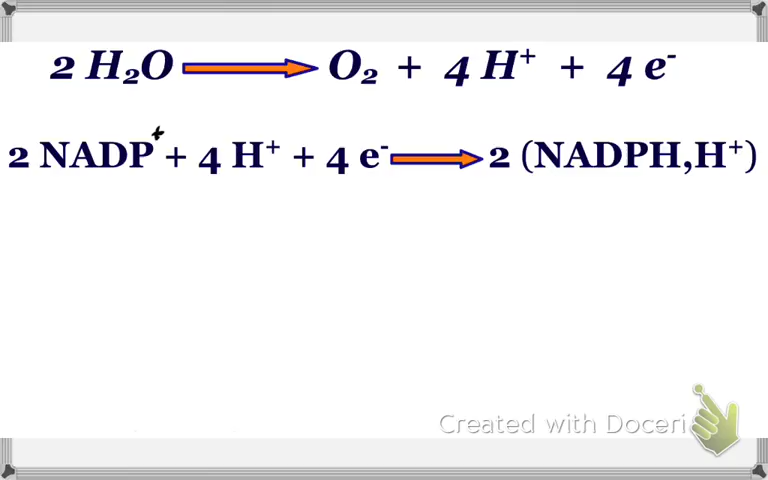 2 H₂O → O₂ + 4 H⁺ + 4 e⁻
2 NADP⁺ + 4 H⁺ + 4 e⁻ → 2 (NADPH,H⁺)
Created with Doceri